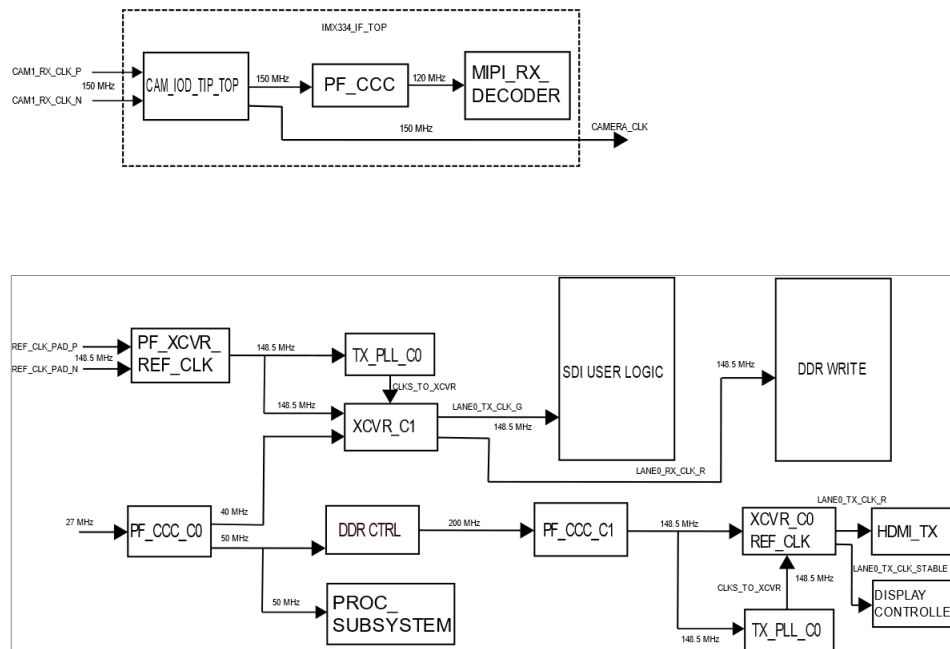 IMX334_IF_TOP
CAM1_RX_CLK_P
150 MHz
CAM1_RX_CLK_N
CAM_IOD_TIP_TOP
150 MHz
PF_CCC
120 MHz
MIPI_RX_
DECODER
150 MHz
CAMERA_CLK
REF_CLK_PAD_P
148.5 MHz
REF_CLK_PAD_N
PF_XCVR_
REF_CLK
148.5 MHz
TX_PLL_C0
CLKS_TO_XCVR
148.5 MHz
XCVR_C1
LANE0_TX_CLK_G
148.5 MHz
SDI USER LOGIC
LANE0_RX_CLK_R
148.5 MHz
DDR WRITE
27 MHz
PF_CCC_C0
40 MHz
50 MHz
DDR CTRL
200 MHz
PF_CCC_C1
148.5 MHz
XCVR_C0
REF_CLK
LANE0_TX_CLK_R
HDMI_TX
LANE0_TX_CLK_STABLE
DISPLAY
CONTROLLE
50 MHz
PROC_
SUBSYSTEM
CLKS_TO_XCVR
148.5 MHz
148.5 MHz
TX_PLL_C0